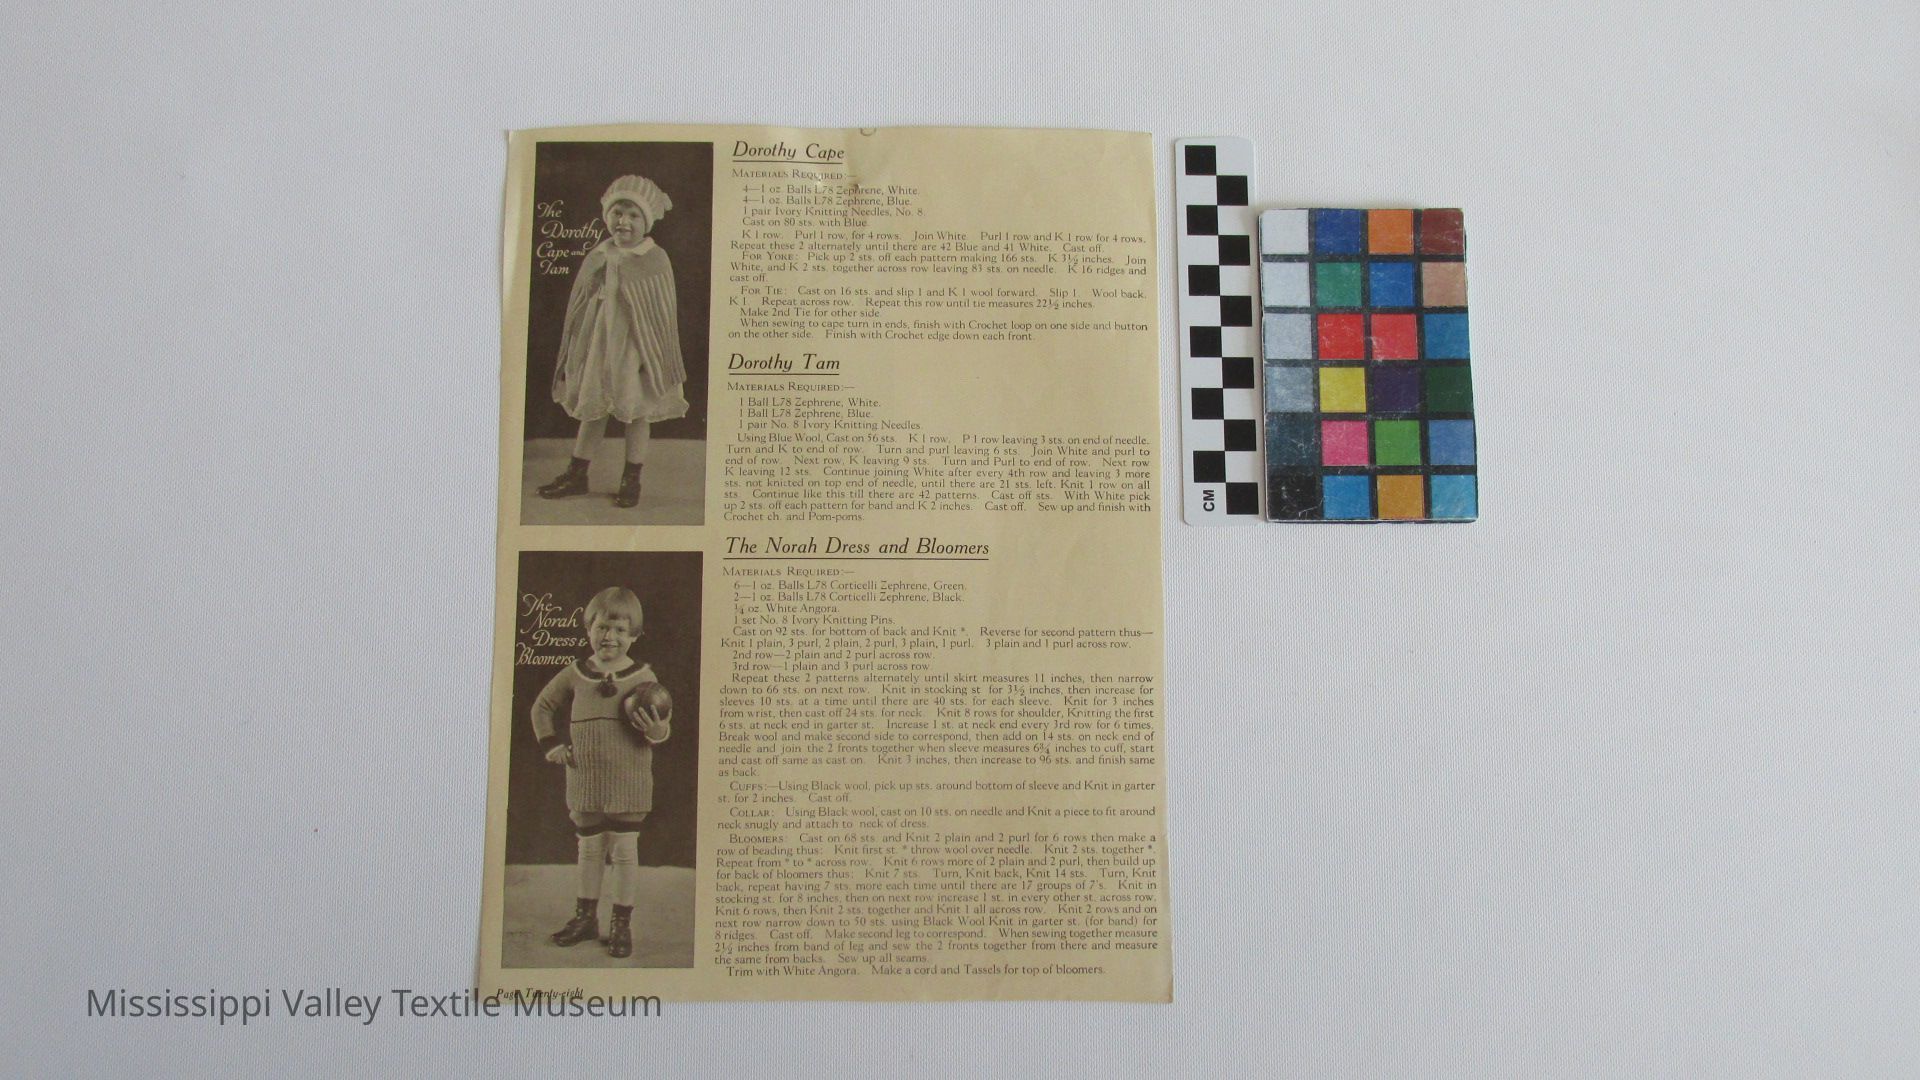 The
Dorothy
Cape and
Tam
Dorothy Cape
MATERIALS REQUIRED:—
4—1 oz. Balls L78 Zephrene, White.
4—1 oz. Balls L78 Zephrene, Blue.
1 pair Ivory Knitting Needles, No. 8.
Cast on 80 sts. with Blue.
K 1 row. Purl 1 row, for 4 rows. Join White. Purl 1 row and K 1 row for 4 rows.
Repeat these 2 alternately until there are 42 Blue and 41 White. Cast off.
FOR YOKE: Pick up 2 sts. off each pattern making 166 sts. K 3½ inches. Join
White, and K 2 sts. together across row leaving 83 sts. on needle. K 16 ridges and
cast off.
FOR TIE: Cast on 16 sts. and slip 1 and K 1 wool forward. Slip 1. Wool back.
K 1. Repeat across row. Repeat this row until tie measures 22½ inches.
Make 2nd Tie for other side.
When sewing to cape turn in ends, finish with Crochet loop on one side and button
on the other side. Finish with Crochet edge down each front.
Dorothy Tam
MATERIALS REQUIRED:—
1 Ball L78 Zephrene, White.
1 Ball L78 Zephrene, Blue.
1 pair No. 8 Ivory Knitting Needles.
Using Blue Wool, Cast on 56 sts. K 1 row. P 1 row leaving 3 sts. on end of needle.
Turn and K to end of row. Turn and purl leaving 6 sts. Join White and purl to
end of row. Next row, K leaving 9 sts. Turn and Purl to end of row. Next row
K leaving 12 sts. Continue joining White after every 4th row and leaving 3 more
sts. not knitted on top end of needle, until there are 21 sts. left. Knit 1 row on all
sts. Continue like this till there are 42 patterns. Cast off sts. With White pick
up 2 sts. off each pattern for band and K 2 inches. Cast off. Sew up and finish with
Crochet ch. and Pom-poms.
The
Norah
Dress &
Bloomers
The Norah Dress and Bloomers
MATERIALS REQUIRED:—
6—1 oz. Balls L78 Corticelli Zephrene, Green.
2—1 oz. Balls L78 Corticelli Zephrene, Black.
¼ oz. White Angora.
1 set No. 8 Ivory Knitting Pins.
Cast on 92 sts. for bottom of back and Knit *. Reverse for second pattern thus—
Knit 1 plain, 3 purl, 2 plain, 2 purl, 3 plain, 1 purl. 3 plain and 1 purl across row.
2nd row—2 plain and 2 purl across row.
3rd row—1 plain and 3 purl across row.
Repeat these 2 patterns alternately until skirt measures 11 inches, then narrow
down to 66 sts. on next row. Knit in stocking st for 3½ inches, then increase for
sleeves 10 sts. at a time until there are 40 sts. for each sleeve. Knit for 3 inches
from wrist, then cast off 24 sts. for neck. Knit 8 rows for shoulder, Knitting the first
6 sts. at neck end in garter st. Increase 1 st. at neck end every 3rd row for 6 times.
Break wool and make second side to correspond, then add on 14 sts. on neck end of
needle and join the 2 fronts together when sleeve measures 6¾ inches to cuff, start
and cast off same as cast on. Knit 3 inches, then increase to 96 sts. and finish same
as back.
CUFFS:—Using Black wool, pick up sts. around bottom of sleeve and Knit in garter
st. for 2 inches. Cast off.
COLLAR: Using Black wool, cast on 10 sts. on needle and Knit a piece to fit around
neck snugly and attach to neck of dress.
BLOOMERS: Cast on 68 sts. and Knit 2 plain and 2 purl for 6 rows then make a
row of beading thus: Knit first st. * throw wool over needle. Knit 2 sts. together *.
Repeat from * to * across row. Knit 6 rows more of 2 plain and 2 purl, then build up
for back of bloomers thus: Knit 7 sts. Turn, Knit back, Knit 14 sts. Turn, Knit
back, repeat having 7 sts. more each time until there are 17 groups of 7's. Knit in
stocking st. for 8 inches, then on next row increase 1 st. in every other st. across row.
Knit 6 rows, then Knit 2 sts. together and Knit 1 all across row. Knit 2 rows and on
next row narrow down to 50 sts. using Black Wool Knit in garter st. (for band) for
8 ridges. Cast off. Make second leg to correspond. When sewing together measure
2½ inches from band of leg and sew the 2 fronts together from there and measure
the same from backs. Sew up all seams.
Trim with White Angora. Make a cord and Tassels for top of bloomers.
Page Twenty-eight
CM
Mississippi Valley Textile Museum